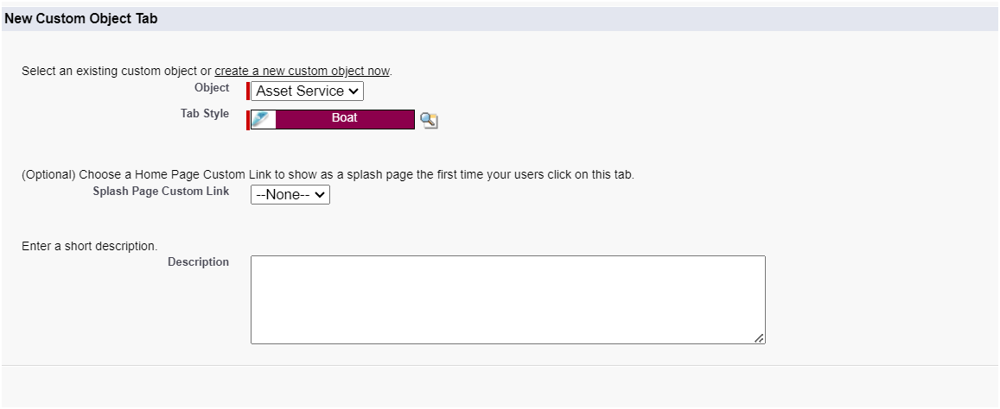 New Custom Object Tab
Select an existing custom object or create a new custom object now.
Object Asset Service
Tab Style Boat
(Optional) Choose a Home Page Custom Link to show as a splash page the first time your users click on this tab.
Splash Page Custom Link --None--
Enter a short description.
Description